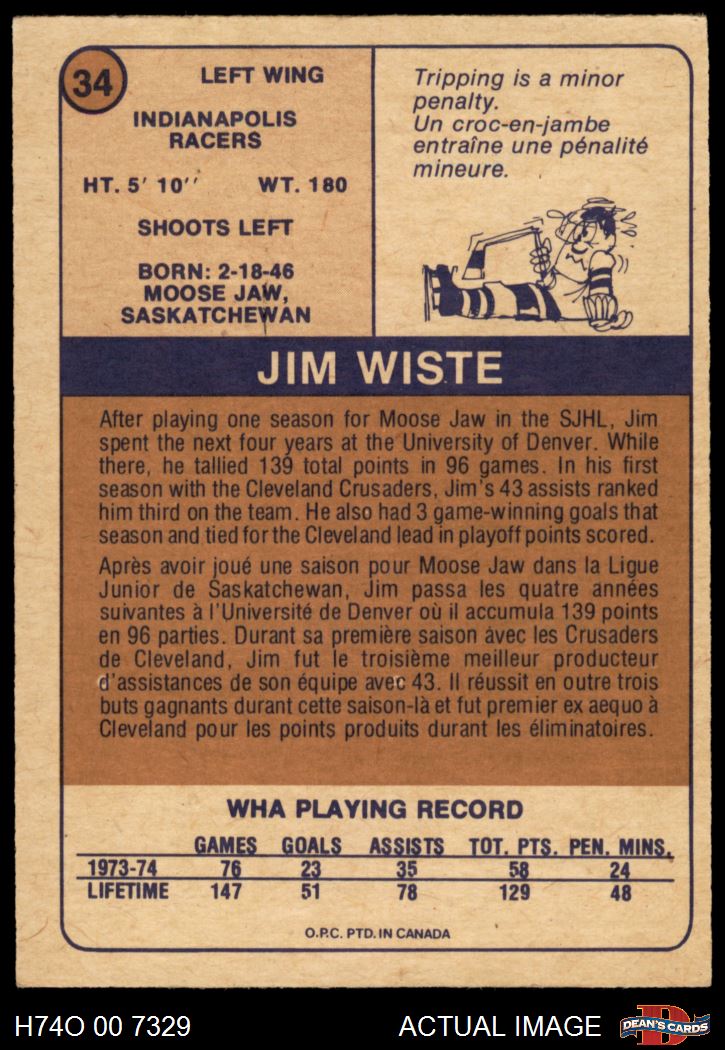 34
LEFT WING
INDIANAPOLIS
RACERS
HT. 5' 10'' WT. 180
SHOOTS LEFT
BORN: 2-18-46
MOOSE JAW,
SASKATCHEWAN
Tripping is a minor
penalty.
Un croc-en-jambe
entraîne une pénalité
mineure.
JIM WISTE
After playing one season for Moose Jaw in the SJHL, Jim
spent the next four years at the University of Denver. While
there, he tallied 139 total points in 96 games. In his first
season with the Cleveland Crusaders, Jim's 43 assists ranked
him third on the team. He also had 3 game-winning goals that
season and tied for the Cleveland lead in playoff points scored.
Après avoir joué une saison pour Moose Jaw dans la Ligue
Junior de Saskatchewan, Jim passa les quatre années
suivantes à l'Université de Denver où il accumula 139 points
en 96 parties. Durant sa première saison avec les Crusaders
de Cleveland, Jim fut le troisième meilleur producteur
d'assistances de son équipe avec 43. Il réussit en outre trois
buts gagnants durant cette saison-là et fut premier ex aequo à
Cleveland pour les points produits durant les éliminatoires.
WHA PLAYING RECORD
GAMES GOALS ASSISTS TOT. PTS. PEN. MINS.
1973-74 76 23 35 58 24
LIFETIME 147 51 78 129 48
O.P.C. PTD. IN CANADA
H74O 00 7329 ACTUAL IMAGE D DEAN'S CARDS